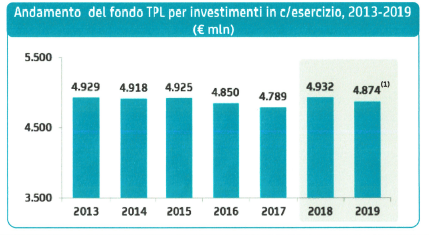 Andamento del fondo TPL per investimenti in c/esercizio, 2013-2019
(€ mln)
5.500
4.929 4.918 4.925 4.850 4.789 4.932 4.874(1)
4.500
3.500
2013 2014 2015 2016 2017 2018 2019